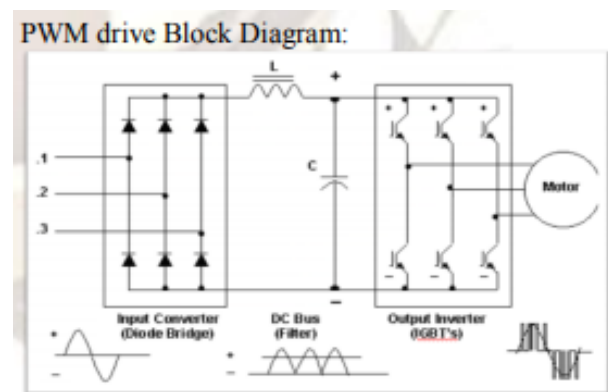 PWM drive Block Diagram:
L
+
.1
.2
.3
C
+ + +
Motor
− − −
−
Input Converter
(Diode Bridge)
DC Bus
(Filter)
Output Inverter
(IGBT's)
+
−
+
−